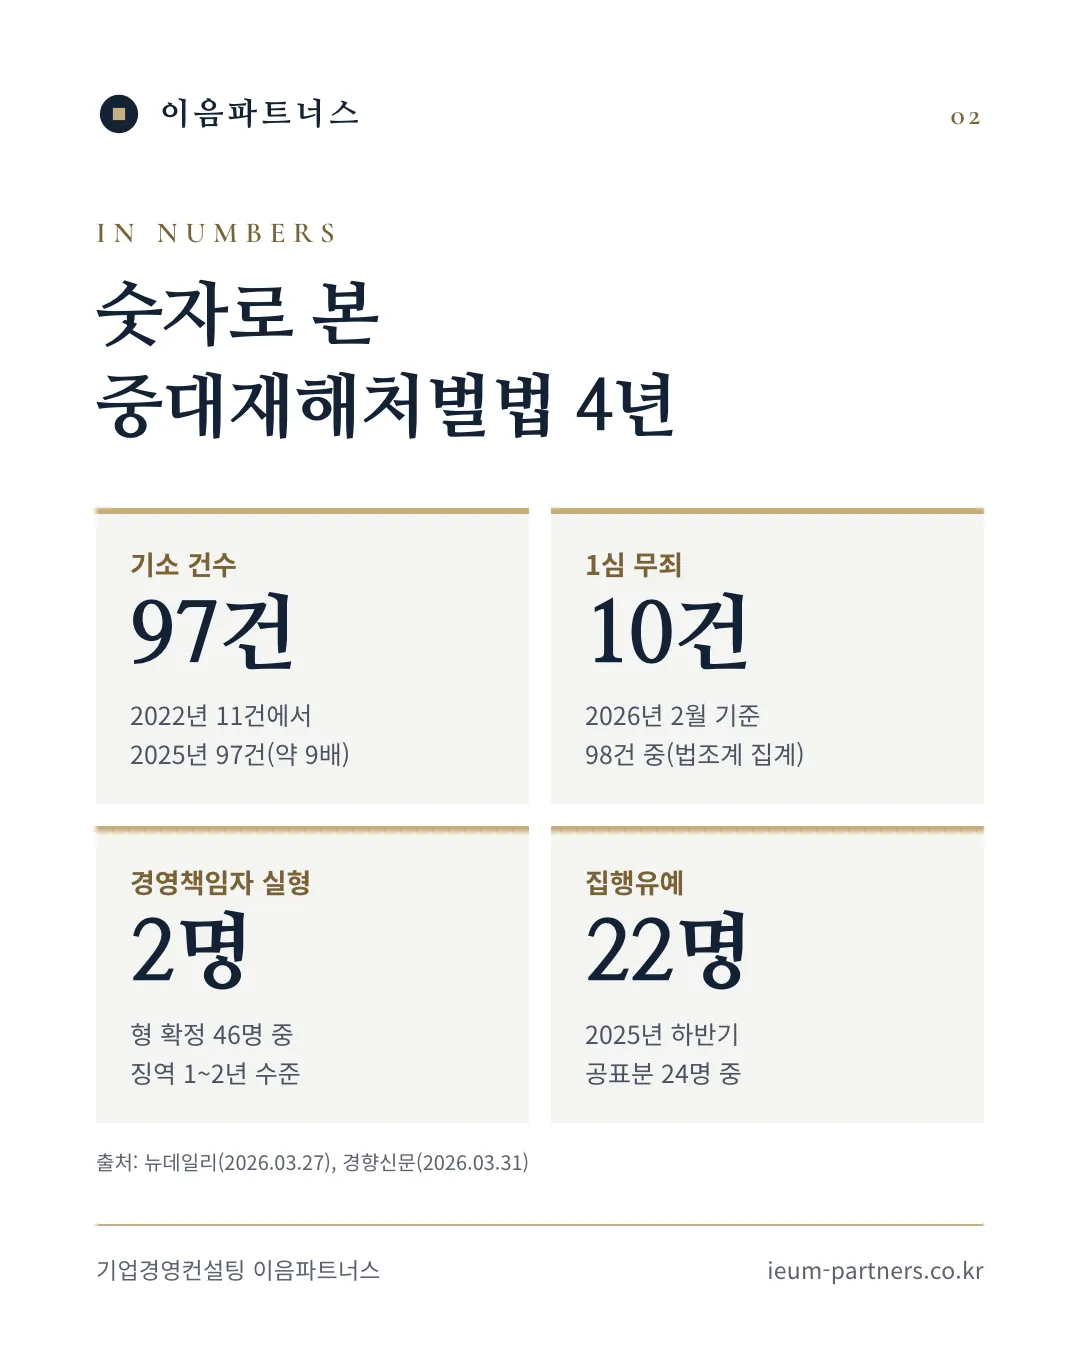 이음파트너스
02
IN NUMBERS
숫자로 본
중대재해처벌법 4년
기소 건수
97건
2022년 11건에서
2025년 97건(약 9배)
1심 무죄
10건
2026년 2월 기준
98건 중(법조계 집계)
경영책임자 실형
2명
형 확정 46명 중
징역 1~2년 수준
집행유예
22명
2025년 하반기
공표분 24명 중
출처: 뉴데일리(2026.03.27), 경향신문(2026.03.31)
기업경영컨설팅 이음파트너스
ieum-partners.co.kr